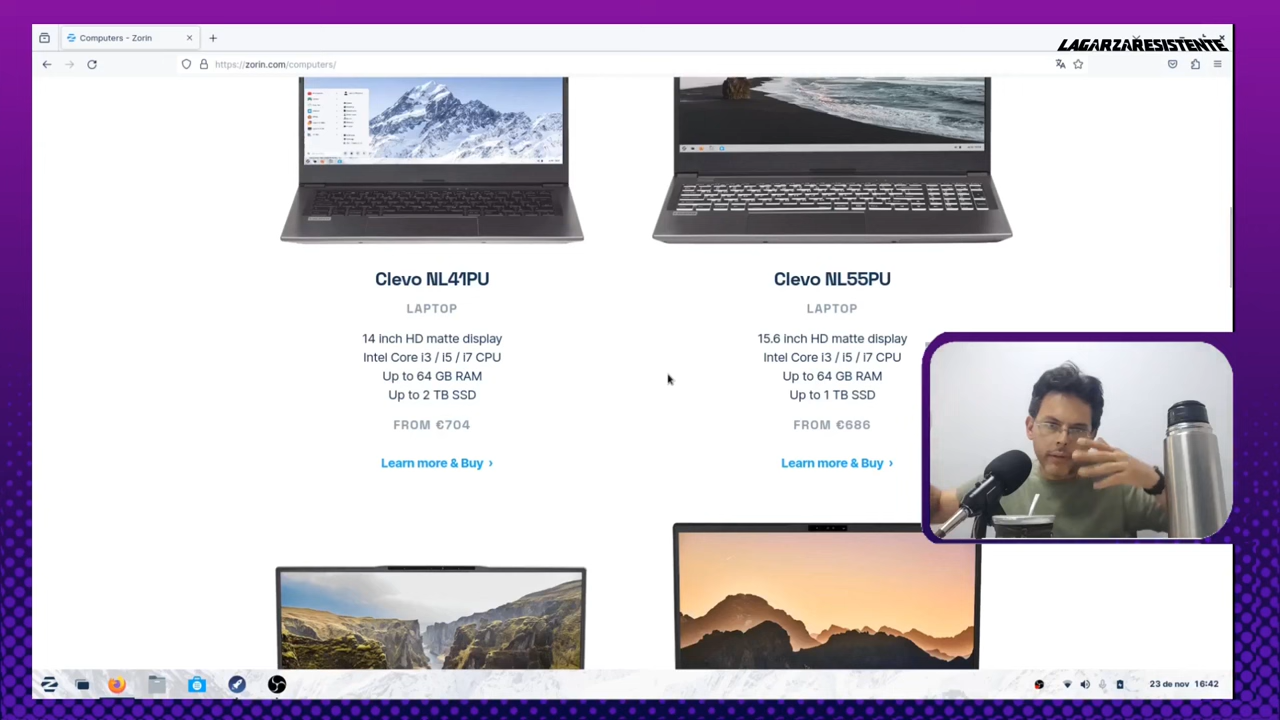 Computers - Zorin
LAGARZARESISTENTE
https://zorin.com/computers/
Clevo NL41PU
LAPTOP
14 inch HD matte display
Intel Core i3 / i5 / i7 CPU
Up to 64 GB RAM
Up to 2 TB SSD
FROM €704
Learn more & Buy ›
Clevo NL55PU
LAPTOP
15.6 inch HD matte display
Intel Core i3 / i5 / i7 CPU
Up to 64 GB RAM
Up to 1 TB SSD
FROM €686
Learn more & Buy ›
23 de nov 16:42